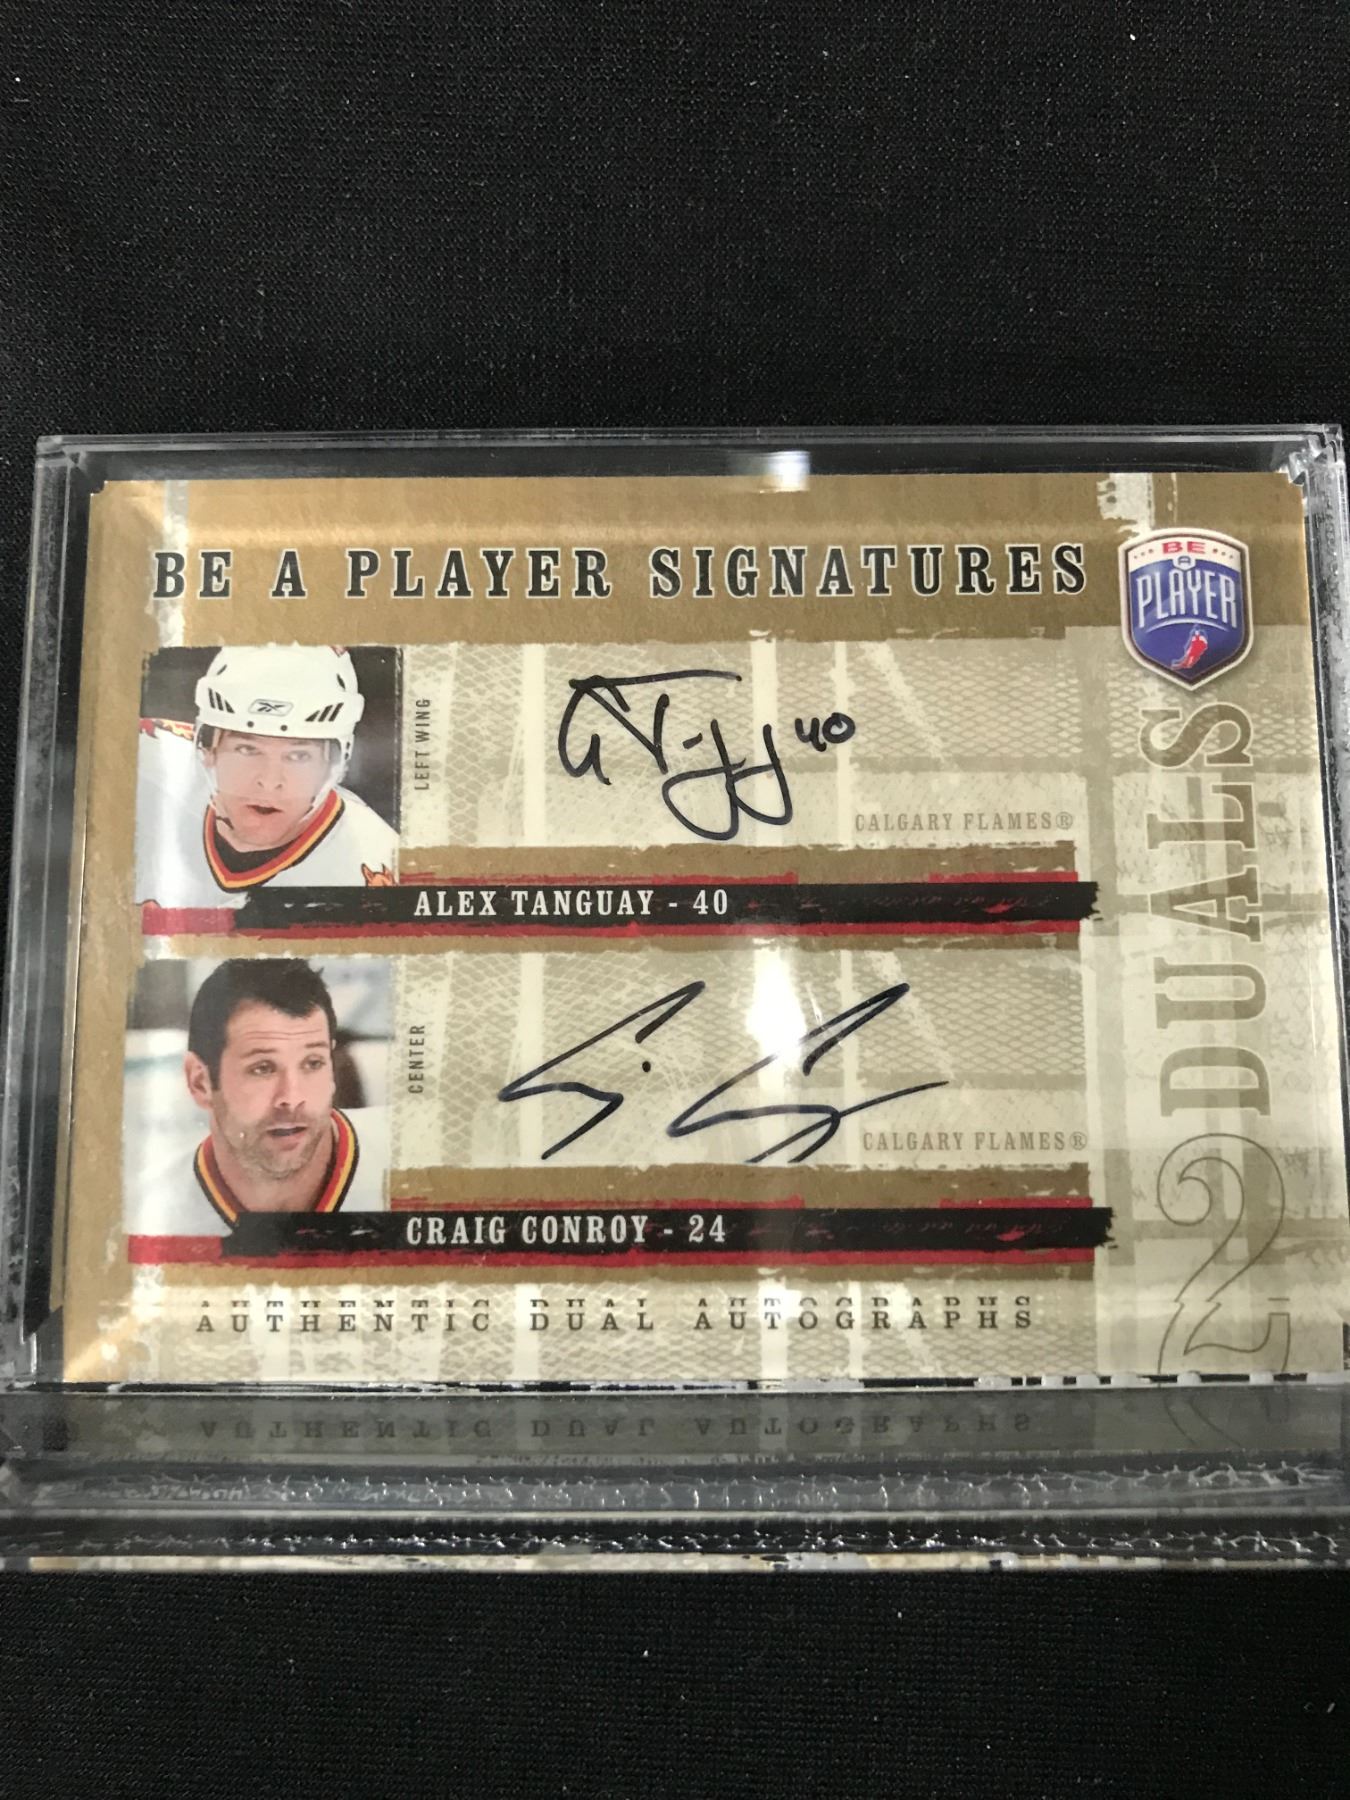 BE A PLAYER SIGNATURES
BE
A
PLAYER
LEFT WING
40
CALGARY FLAMES®
ALEX TANGUAY - 40
CENTER
CALGARY FLAMES®
CRAIG CONROY - 24
AUTHENTIC DUAL AUTOGRAPHS
2 DUALS